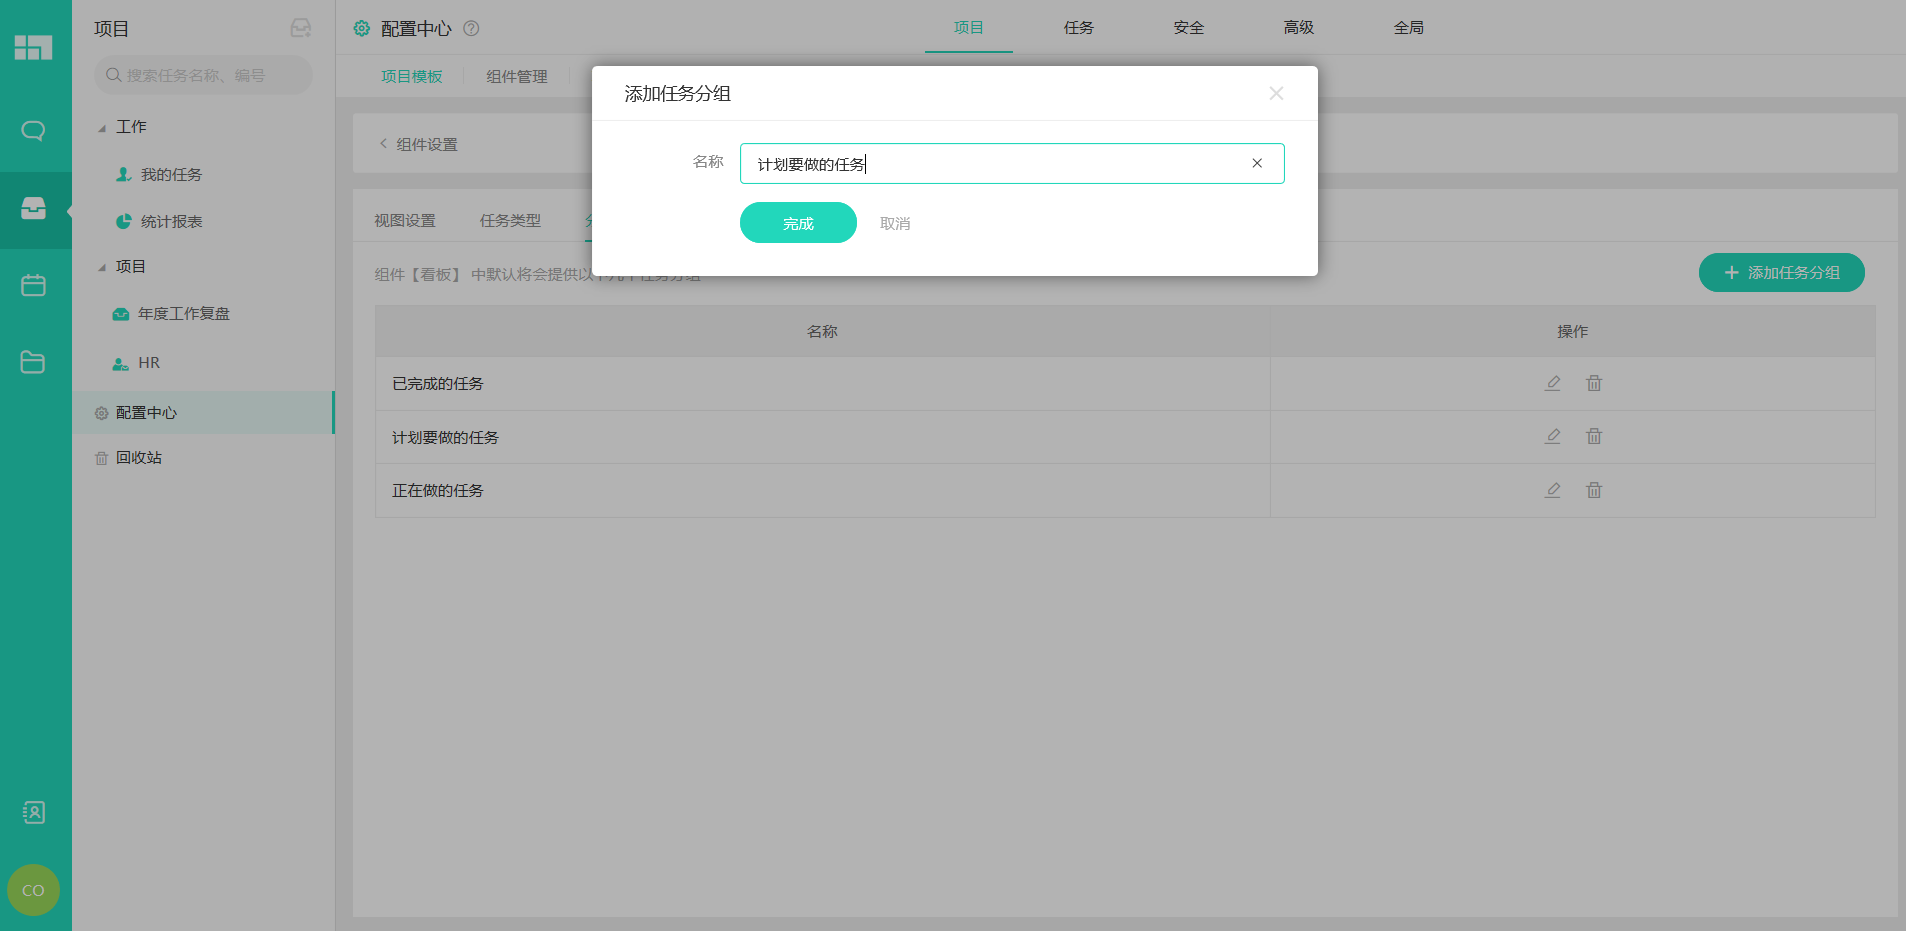 项目
搜索任务名称、编号
工作
我的任务
统计报表
项目
年度工作复盘
HR
配置中心
回收站
CO
配置中心
项目
任务
安全
高级
全局
项目模板
组件管理
组件设置
视图设置
任务类型
组件【看板】 中默认将会提供以
添加任务分组
名称
操作
已完成的任务
计划要做的任务
正在做的任务
添加任务分组
名称
计划要做的任务
完成
取消